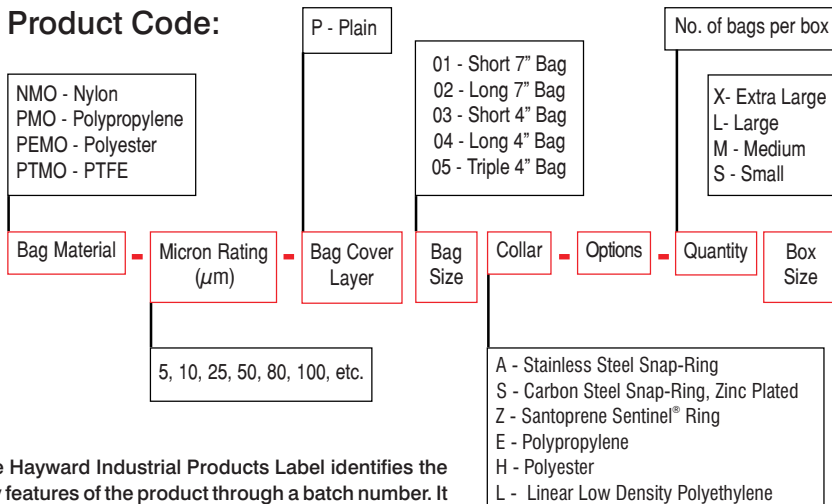 Product Code:
P - Plain
No. of bags per box
NMO - Nylon
PMO - Polypropylene
PEMO - Polyester
PTMO - PTFE
01 - Short 7” Bag
02 - Long 7” Bag
03 - Short 4” Bag
04 - Long 4” Bag
05 - Triple 4” Bag
X- Extra Large
L- Large
M - Medium
S - Small
Bag Material - Micron Rating (µm) - Bag Cover Layer Bag Size Collar - Options - Quantity Box Size
5, 10, 25, 50, 80, 100, etc.
A - Stainless Steel Snap-Ring
S - Carbon Steel Snap-Ring, Zinc Plated
Z - Santoprene Sentinel® Ring
E - Polypropylene
H - Polyester
L - Linear Low Density Polyethylene
Hayward Industrial Products Label identifies the
features of the product through a batch number. It